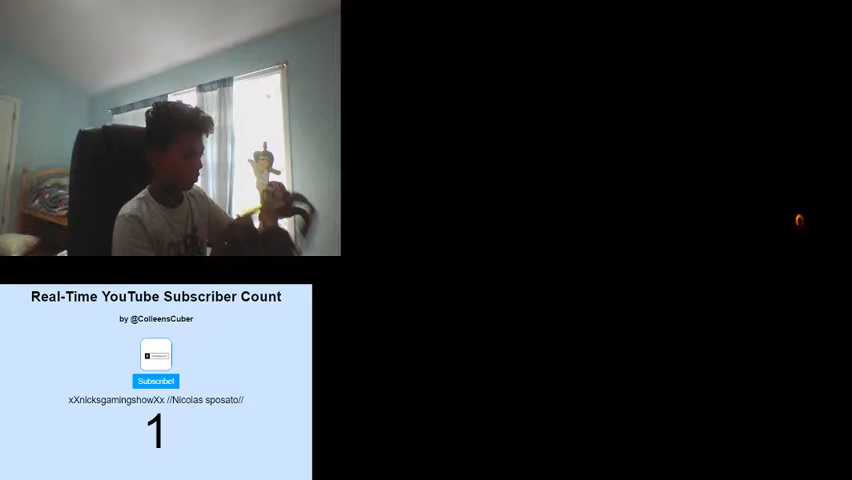 Real-Time YouTube Subscriber Count
by @ColleensCuber
Subscribe!
xXnicksgamingshowXx //Nicolas sposato//
1